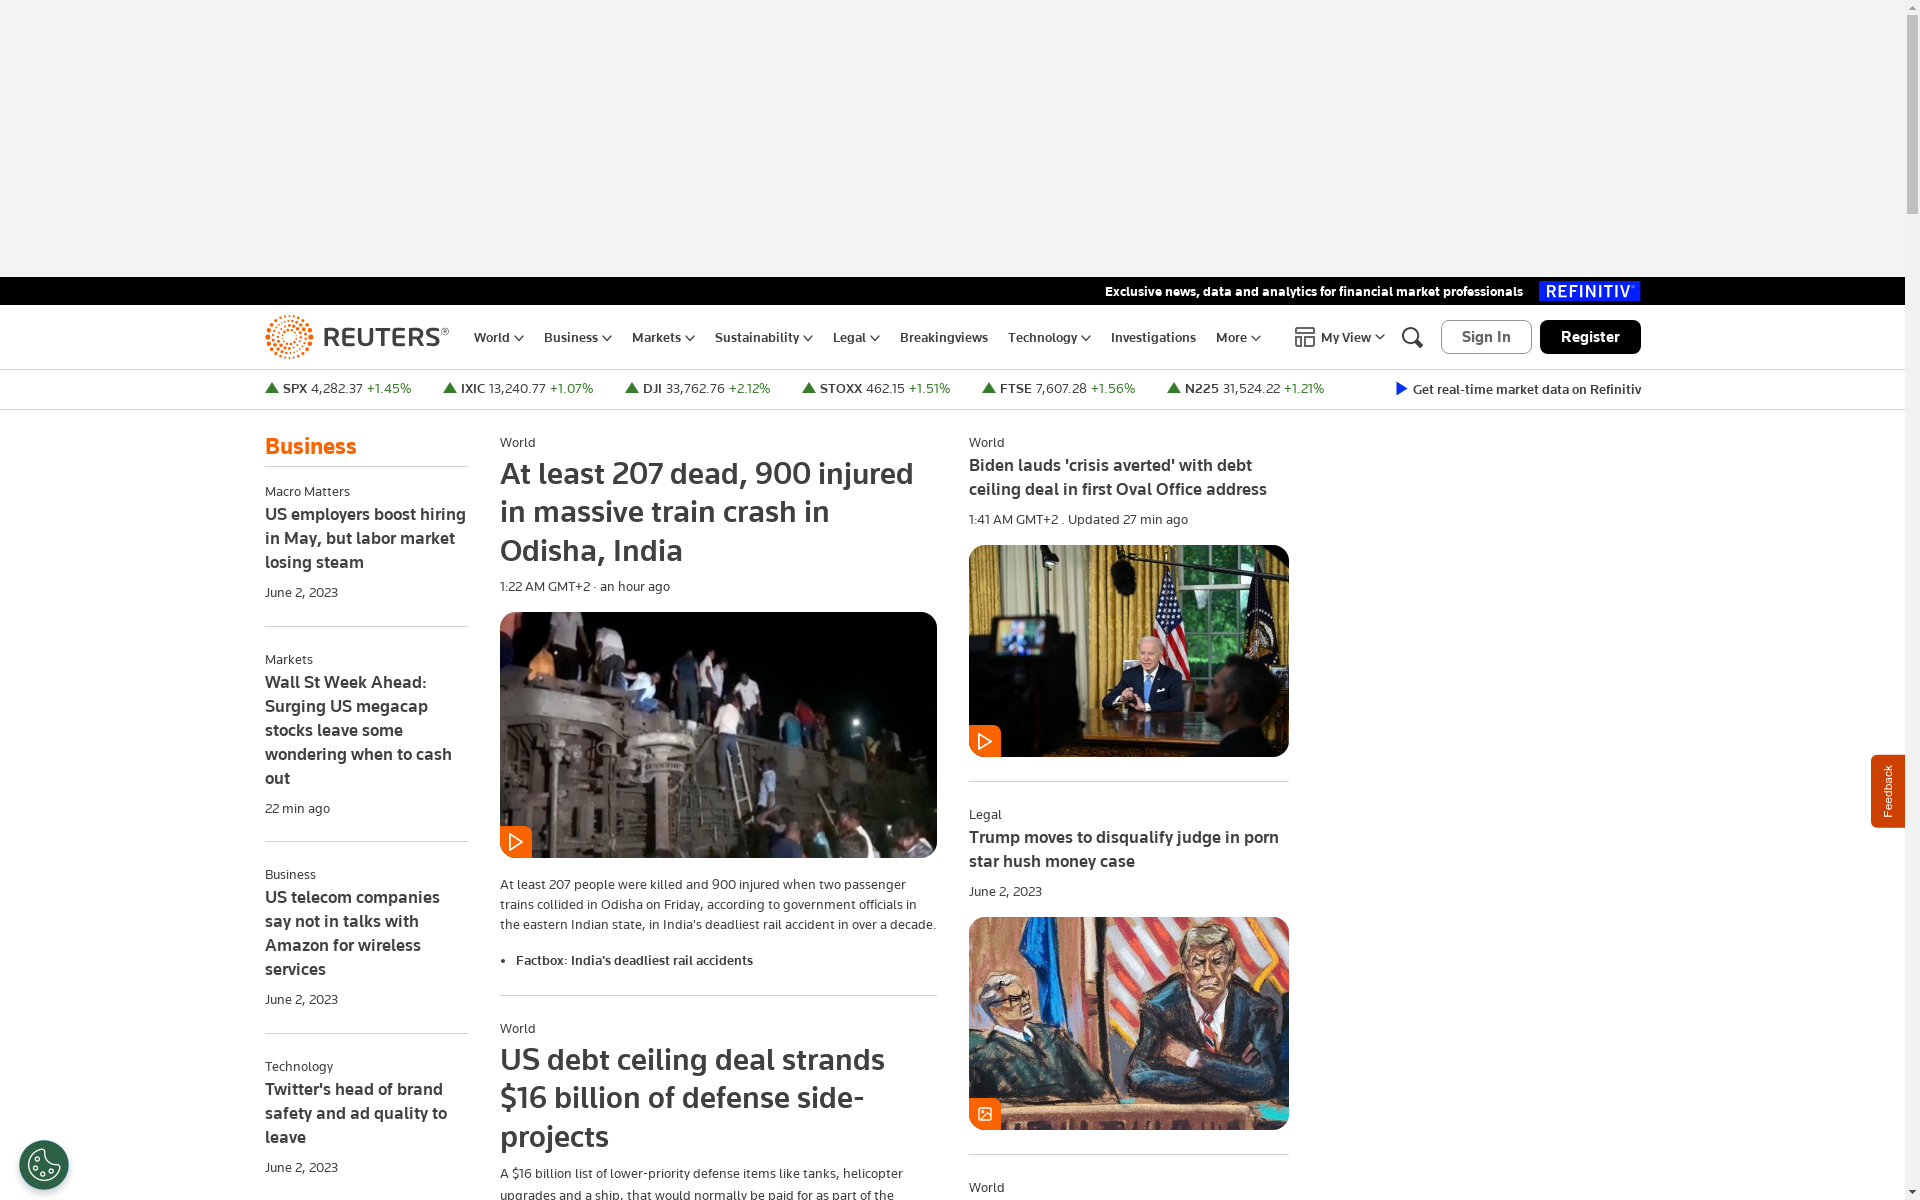 Exclusive news, data and analytics for financial market professionals
REFINITIV
REUTERS®
World
Business
Markets
Sustainability
Legal
Breakingviews
Technology
Investigations
More
My View
Sign In
Register
SPX 4,282.37 +1.45%
IXIC 13,240.77 +1.07%
DJI 33,762.76 +2.12%
STOXX 462.15 +1.51%
FTSE 7,607.28 +1.56%
N225 31,524.22 +1.21%
Get real-time market data on Refinitiv
Business
Macro Matters
US employers boost hiring
in May, but labor market
losing steam
June 2, 2023
Markets
Wall St Week Ahead:
Surging US megacap
stocks leave some
wondering when to cash
out
22 min ago
Business
US telecom companies
say not in talks with
Amazon for wireless
services
June 2, 2023
Technology
Twitter's head of brand
safety and ad quality to
leave
June 2, 2023
World
At least 207 dead, 900 injured
in massive train crash in
Odisha, India
1:22 AM GMT+2 · an hour ago
At least 207 people were killed and 900 injured when two passenger
trains collided in Odisha on Friday, according to government officials in
the eastern Indian state, in India's deadliest rail accident in over a decade.
• Factbox: India's deadliest rail accidents
World
US debt ceiling deal strands
$16 billion of defense side-
projects
A $16 billion list of lower-priority defense items like tanks, helicopter
upgrades and a ship, that would normally be paid for as part of the
World
Biden lauds 'crisis averted' with debt
ceiling deal in first Oval Office address
1:41 AM GMT+2 . Updated 27 min ago
Legal
Trump moves to disqualify judge in porn
star hush money case
June 2, 2023
World
Feedback